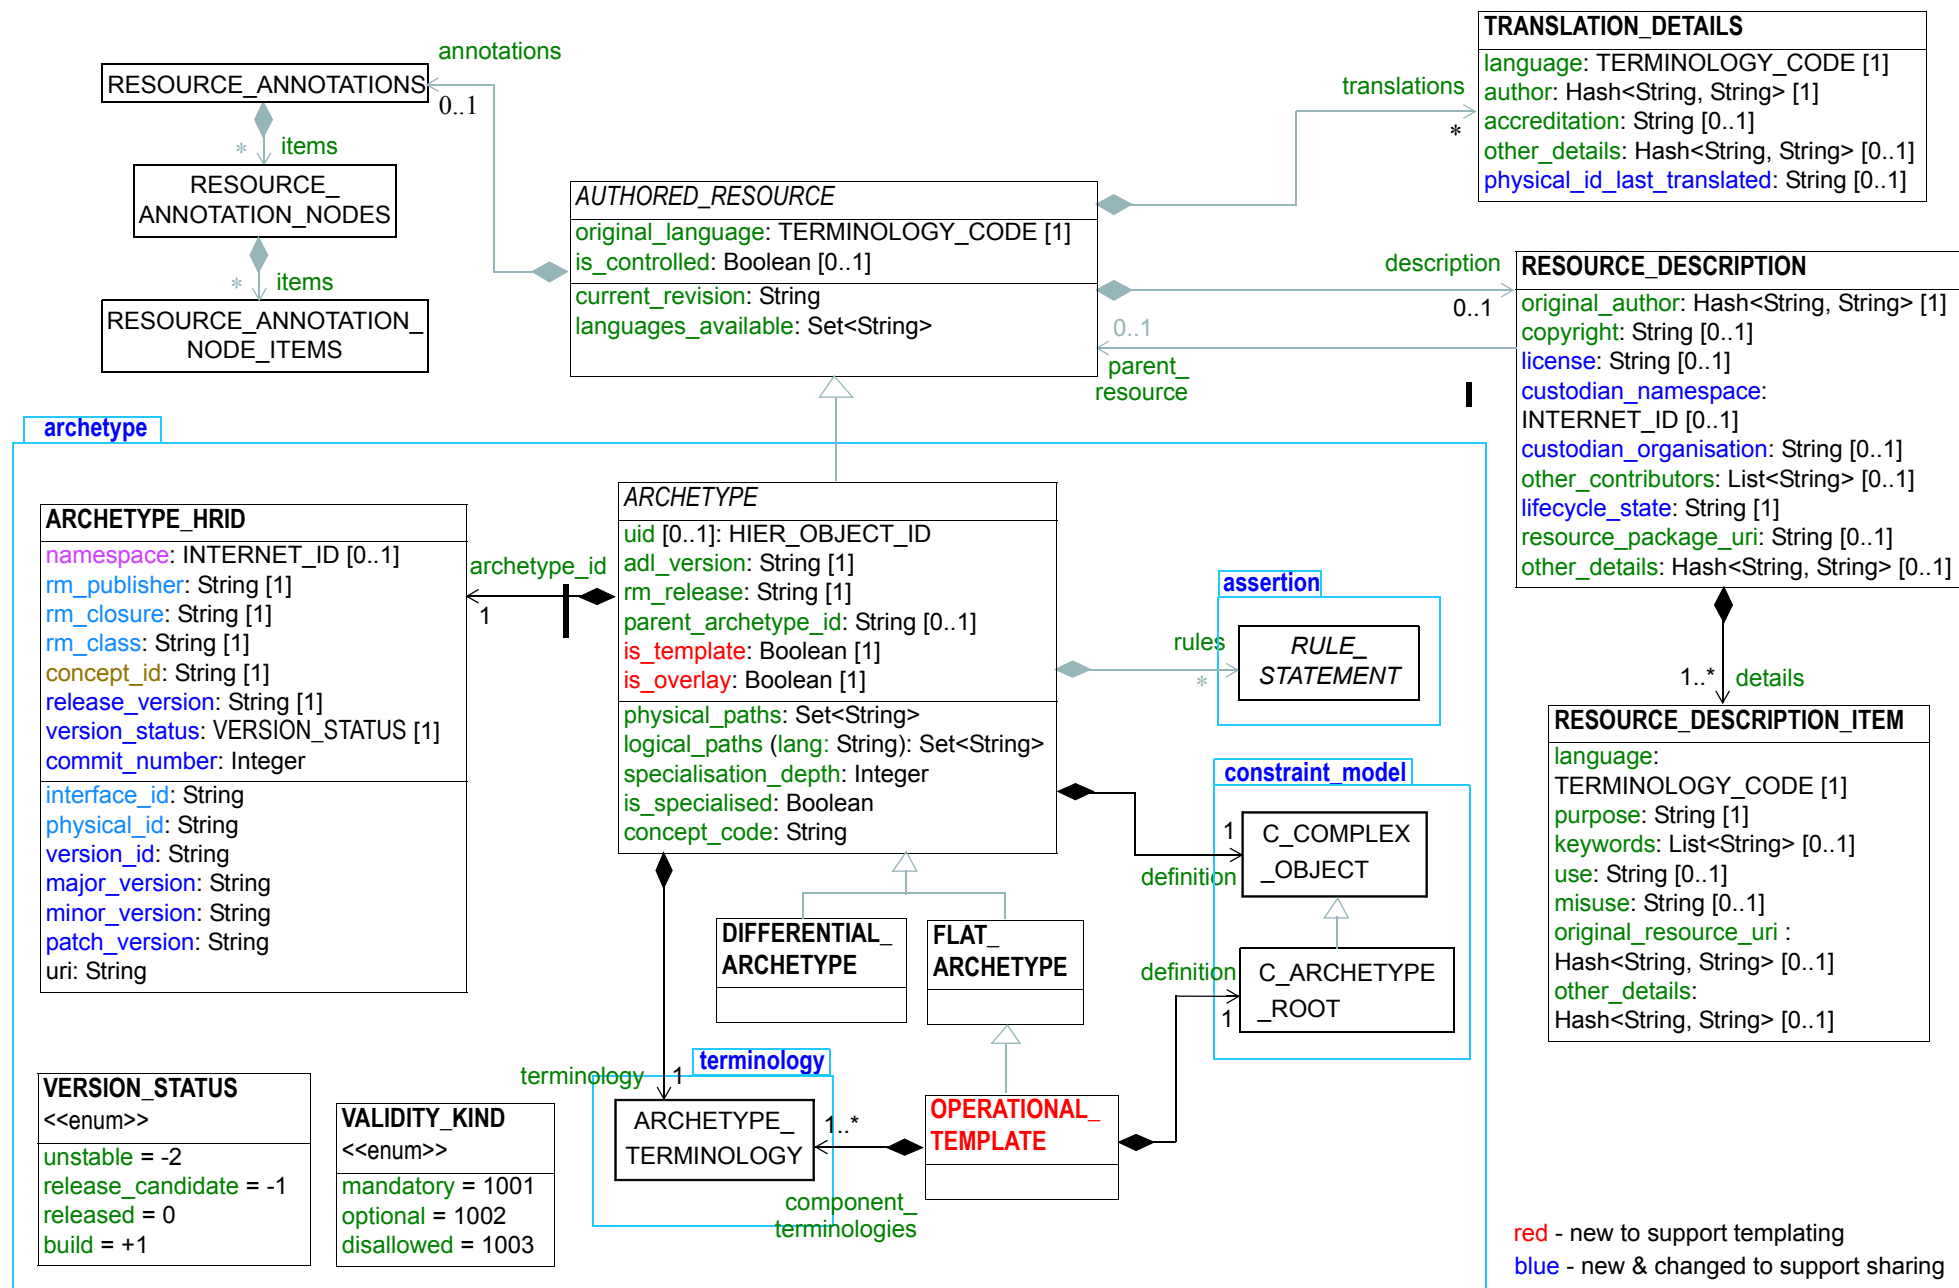 annotations
RESOURCE_ANNOTATIONS
0..1
*
items
RESOURCE_
ANNOTATION_NODES
*
items
RESOURCE_ANNOTATION_
NODE_ITEMS
AUTHORED_RESOURCE
original_language: TERMINOLOGY_CODE [1]
is_controlled: Boolean [0..1]
current_revision: String
languages_available: Set<String>
translations
*
TRANSLATION_DETAILS
language: TERMINOLOGY_CODE [1]
author: Hash<String, String> [1]
accreditation: String [0..1]
other_details: Hash<String, String> [0..1]
physical_id_last_translated: String [0..1]
description
0..1
0..1
parent_
resource
RESOURCE_DESCRIPTION
original_author: Hash<String, String> [1]
copyright: String [0..1]
license: String [0..1]
custodian_namespace:
INTERNET_ID [0..1]
custodian_organisation: String [0..1]
other_contributors: List<String> [0..1]
lifecycle_state: String [1]
resource_package_uri: String [0..1]
other_details: Hash<String, String> [0..1]
1..*
details
RESOURCE_DESCRIPTION_ITEM
language:
TERMINOLOGY_CODE [1]
purpose: String [1]
keywords: List<String> [0..1]
use: String [0..1]
misuse: String [0..1]
original_resource_uri :
Hash<String, String> [0..1]
other_details:
Hash<String, String> [0..1]
archetype
ARCHETYPE_HRID
namespace: INTERNET_ID [0..1]
rm_publisher: String [1]
rm_closure: String [1]
rm_class: String [1]
concept_id: String [1]
release_version: String [1]
version_status: VERSION_STATUS [1]
commit_number: Integer
interface_id: String
physical_id: String
version_id: String
major_version: String
minor_version: String
patch_version: String
uri: String
archetype_id
1
ARCHETYPE
uid [0..1]: HIER_OBJECT_ID
adl_version: String [1]
rm_release: String [1]
parent_archetype_id: String [0..1]
is_template: Boolean [1]
is_overlay: Boolean [1]
physical_paths: Set<String>
logical_paths (lang: String): Set<String>
specialisation_depth: Integer
is_specialised: Boolean
concept_code: String
assertion
rules
*
RULE_
STATEMENT
constraint_model
1
definition
C_COMPLEX
_OBJECT
definition
1
C_ARCHETYPE
_ROOT
DIFFERENTIAL_
ARCHETYPE
FLAT_
ARCHETYPE
terminology
terminology
1
ARCHETYPE_
TERMINOLOGY
1..*
component_
terminologies
OPERATIONAL_
TEMPLATE
VERSION_STATUS
<<enum>>
unstable = -2
release_candidate = -1
released = 0
build = +1
VALIDITY_KIND
<<enum>>
mandatory = 1001
optional = 1002
disallowed = 1003
red - new to support templating
blue - new & changed to support sharing